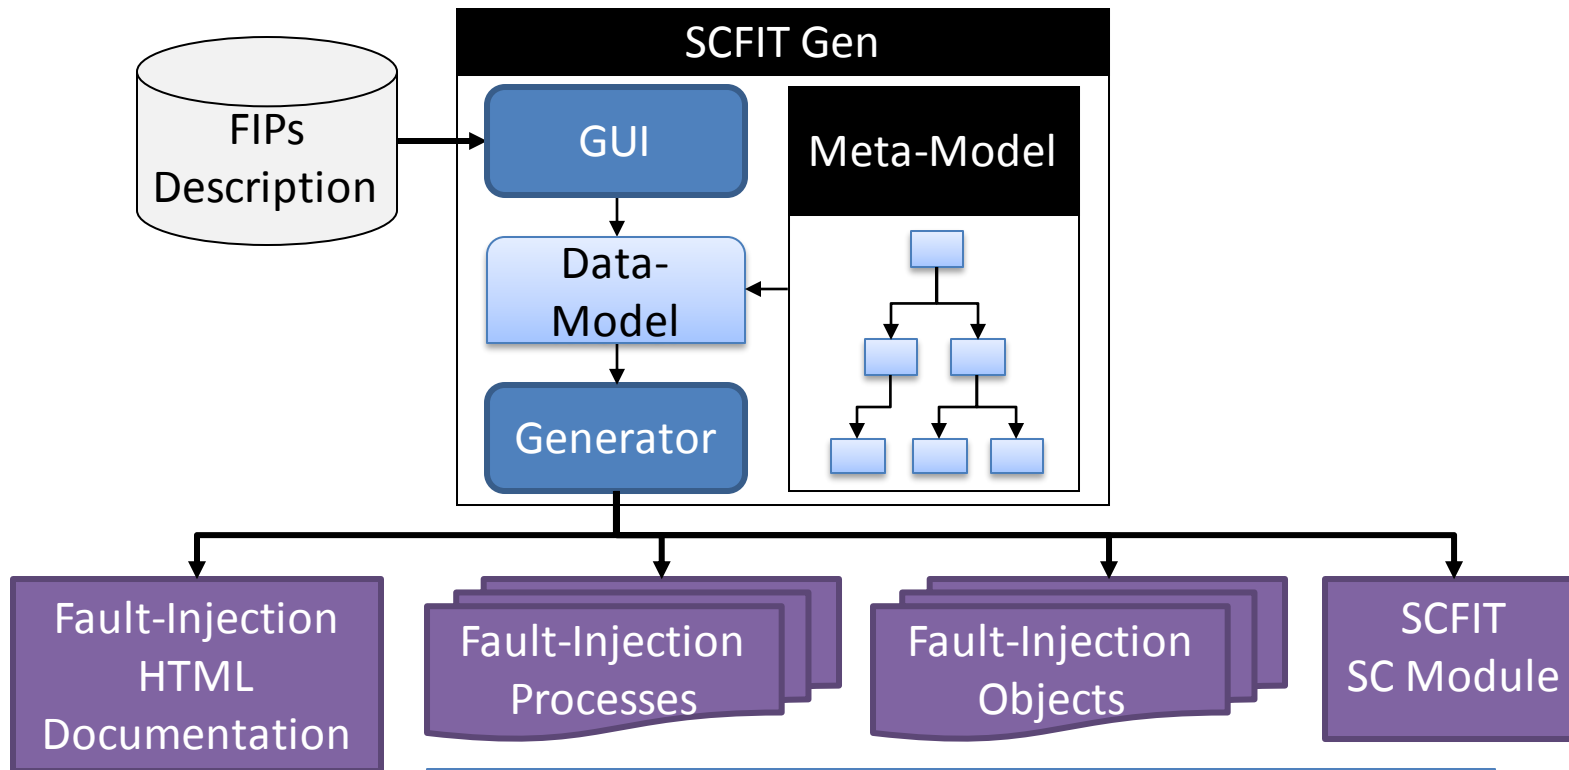 SCFIT Gen
FIPs
Description
GUI
Meta-Model
Data-
Model
Generator
Fault-Injection
HTML
Documentation
Fault-Injection
Processes
Fault-Injection
Objects
SCFIT
SC Module